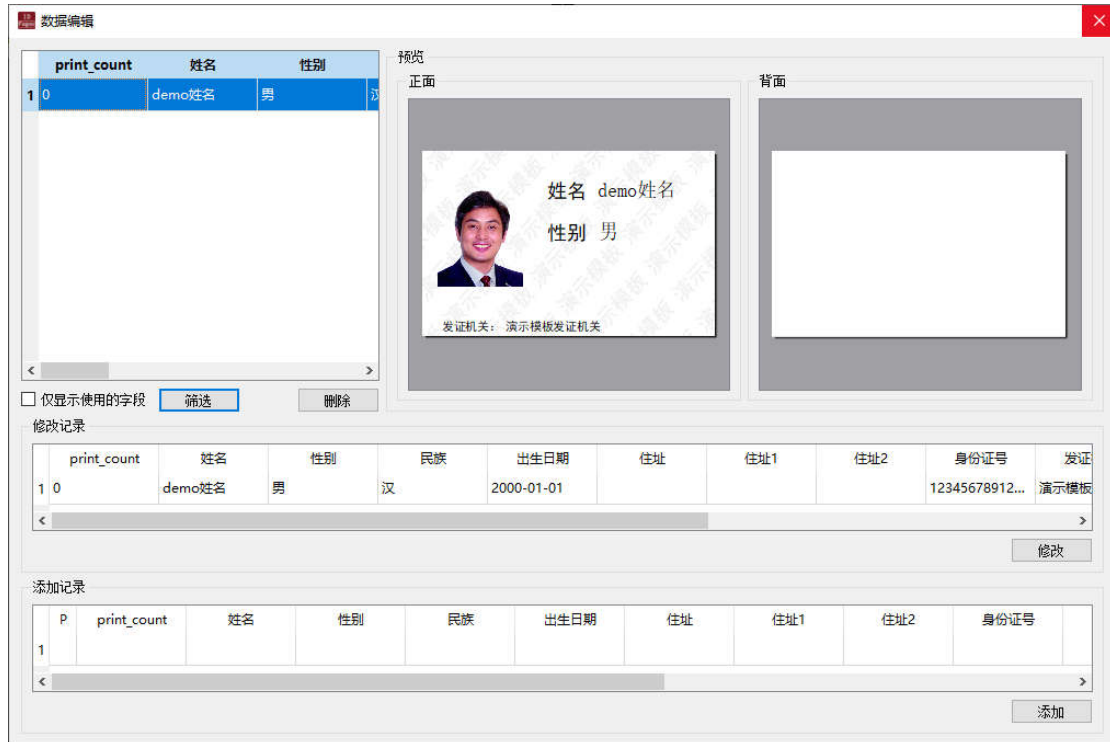 数据编辑
print_count 姓名 性别
1 0 demo姓名 男
仅显示使用的字段 筛选 删除
预览
正面
姓名 demo姓名
性别 男
发证机关： 演示模板发证机关
背面
修改记录
print_count 姓名 性别 民族 出生日期 住址 住址1 住址2 身份证号 发证
1 0 demo姓名 男 汉 2000-01-01 12345678912... 演示模板
修改
添加记录
P print_count 姓名 性别 民族 出生日期 住址 住址1 住址2 身份证号
1
添加